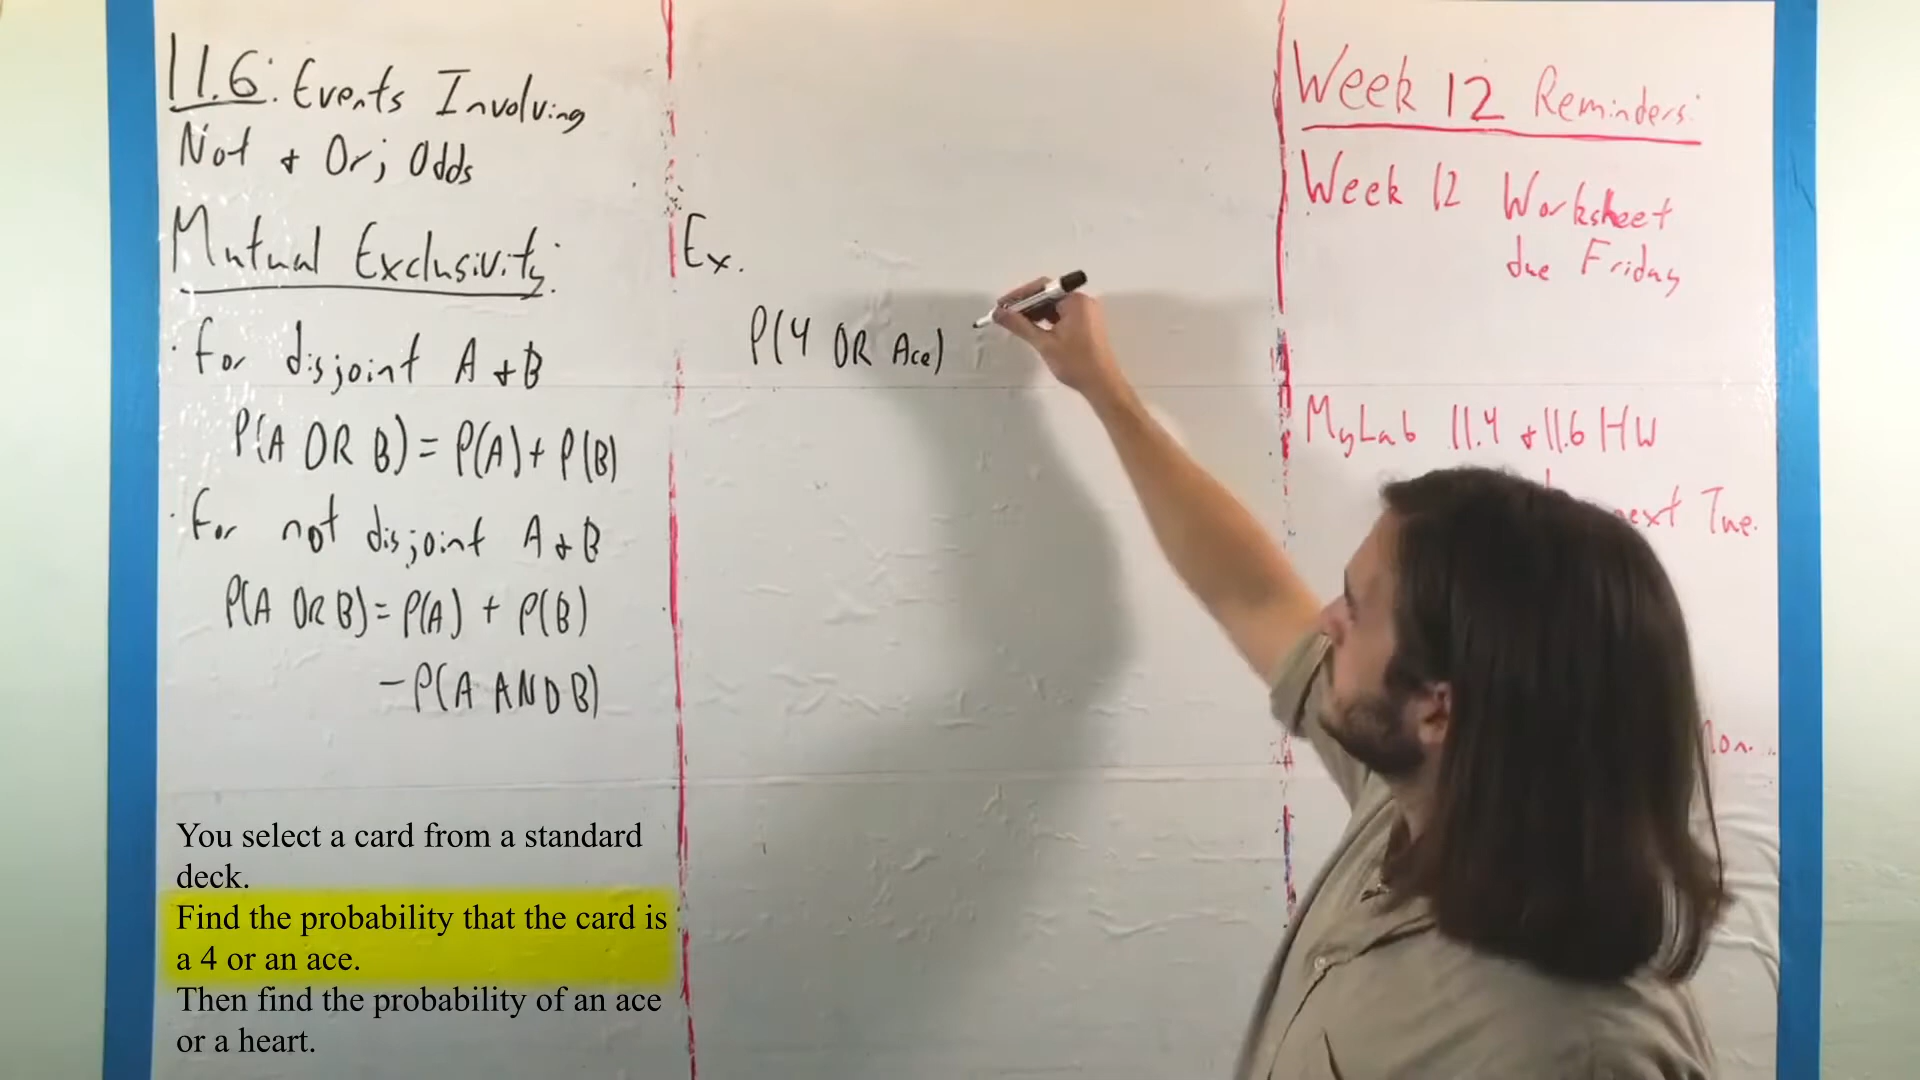 11.6: Events Involving
Not + Or; Odds
Mutual Exclusivity:
· For disjoint A + B
P(A OR B) = P(A) + P(B)
· For not disjoint A + B
P(A OR B) = P(A) + P(B)
- P(A AND B)
You select a card from a standard
deck.
Find the probability that the card is
a 4 or an ace.
Then find the probability of an ace
or a heart.
Ex.
P(4 OR Ace)
Week 12 Reminders:
Week 12 Worksheet
due Friday
MyLab 11.4 + 11.6 HW
next Tue.